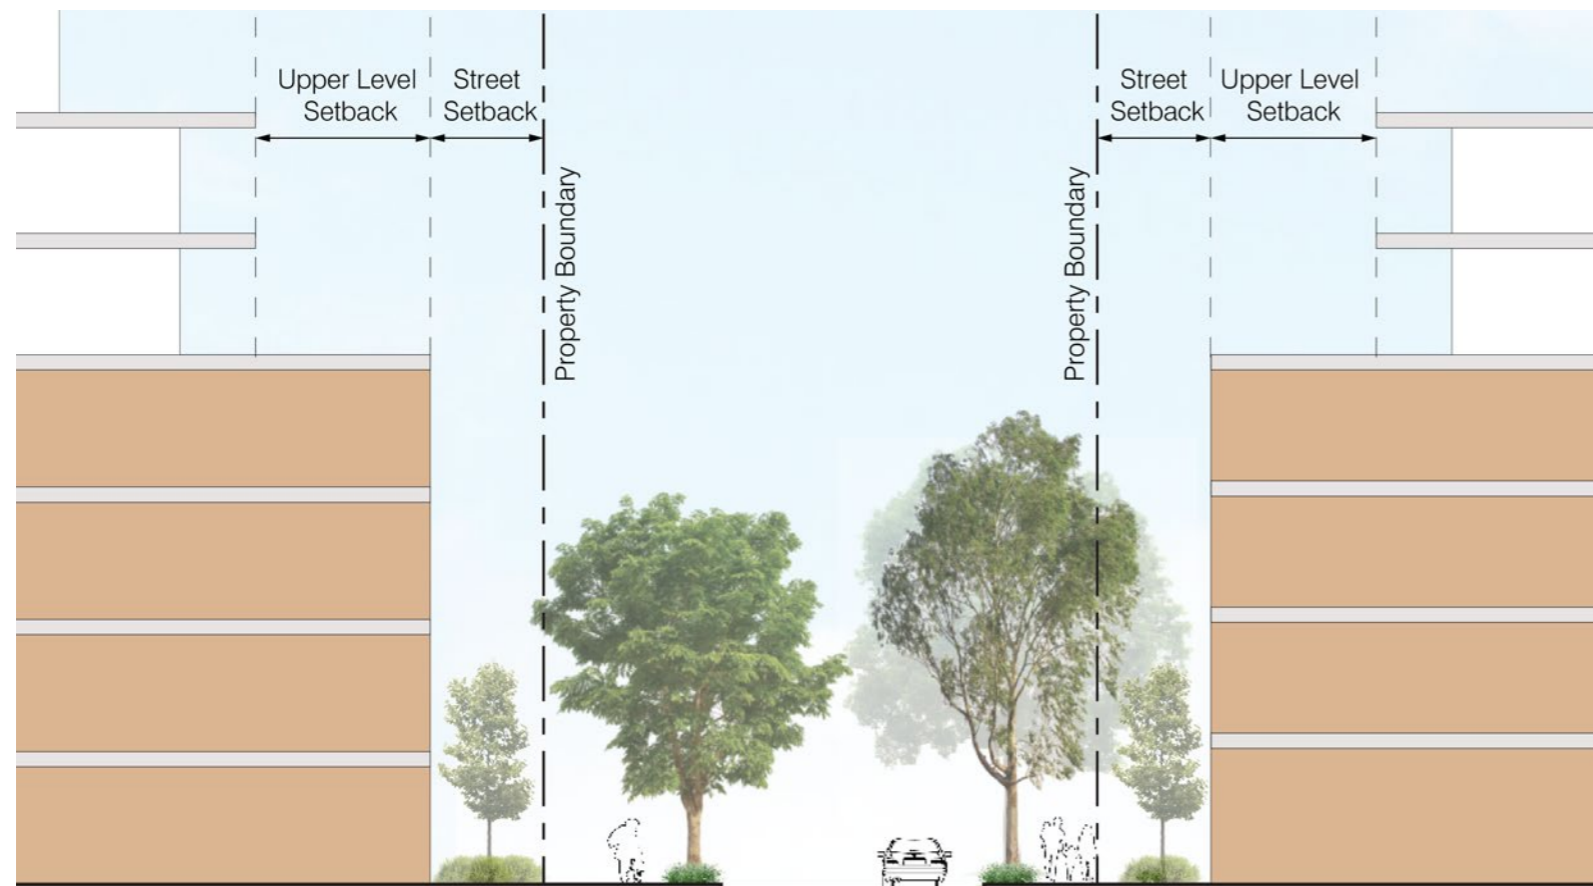 Upper Level
Setback
Street
Setback
Street
Setback
Upper Level
Setback
Property Boundary
Property Boundary